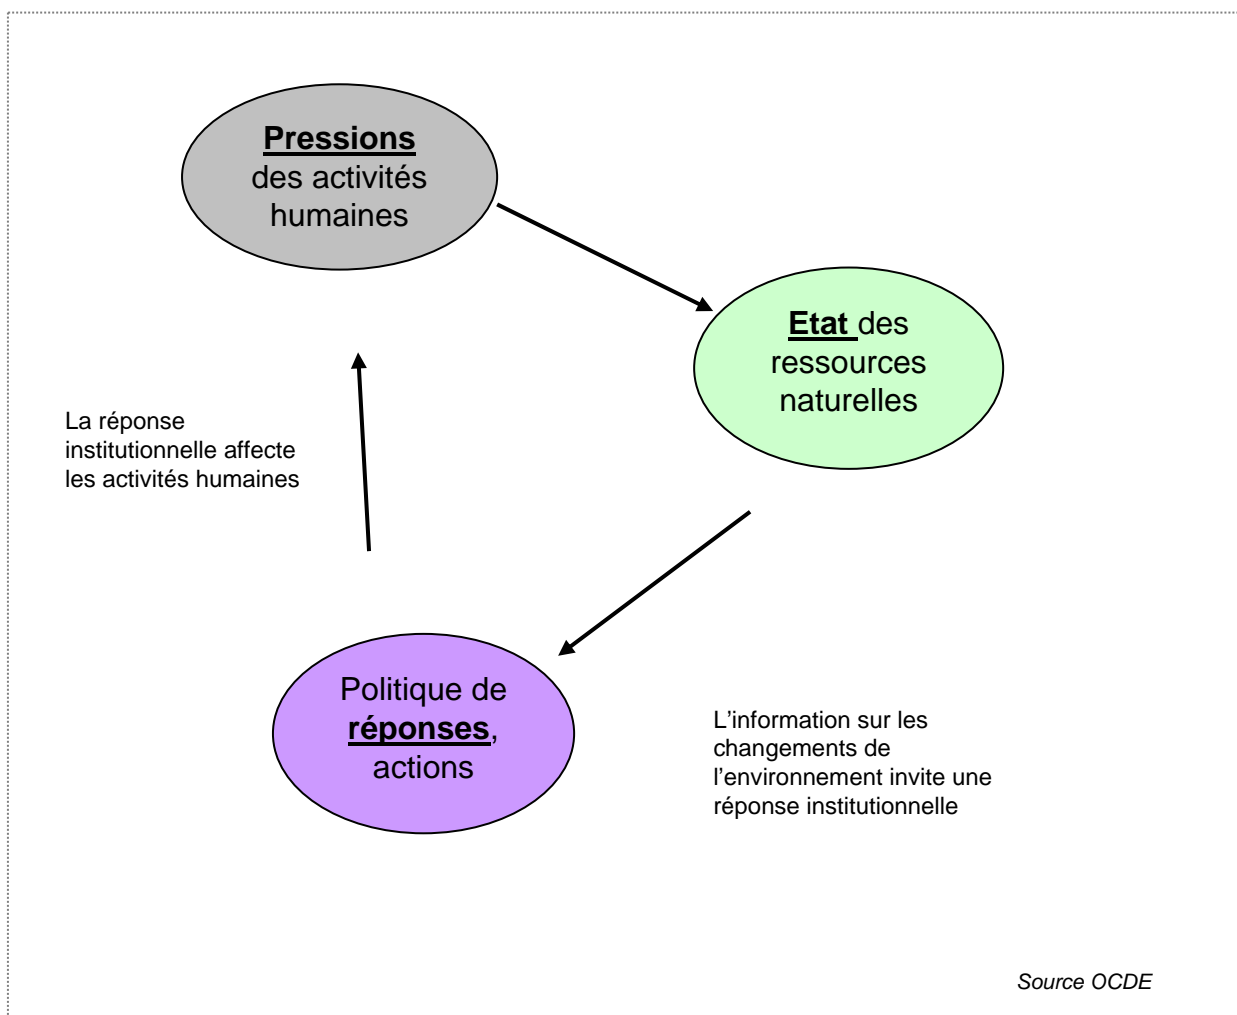 Pressions
des activités
humaines
Etat des
ressources
naturelles
La réponse
institutionnelle affecte
les activités humaines
Politique de
réponses,
actions
L'information sur les
changements de
l'environnement invite une
réponse institutionnelle
Source OCDE